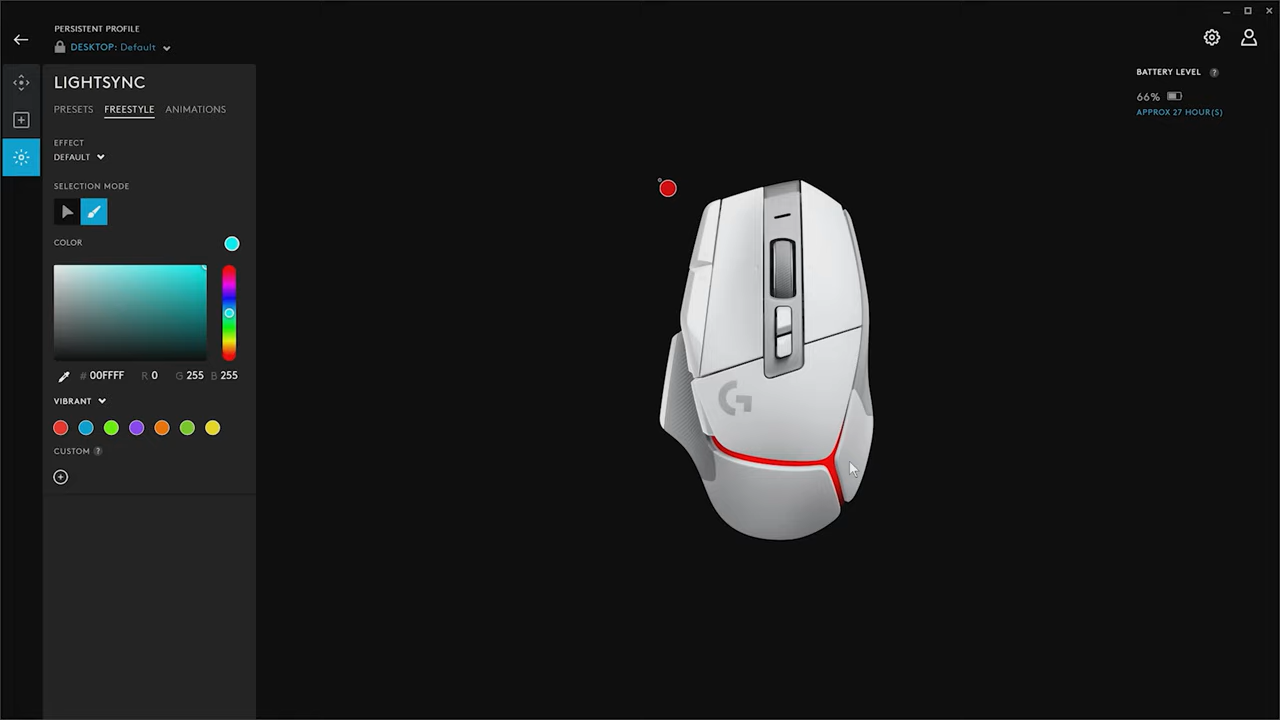 PERSISTENT PROFILE
DESKTOP: Default
BATTERY LEVEL ?
66%
APPROX 27 HOUR(S)
LIGHTSYNC
PRESETS FREESTYLE ANIMATIONS
EFFECT
DEFAULT
SELECTION MODE
COLOR
# 00FFFF R 0 G 255 B 255
VIBRANT
CUSTOM ?
G